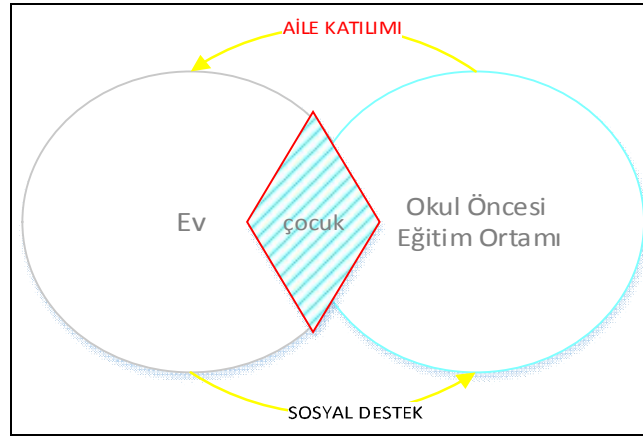 AİLE KATILIMI
Ev
çocuk
Okul Öncesi
Eğitim Ortamı
SOSYAL DESTEK